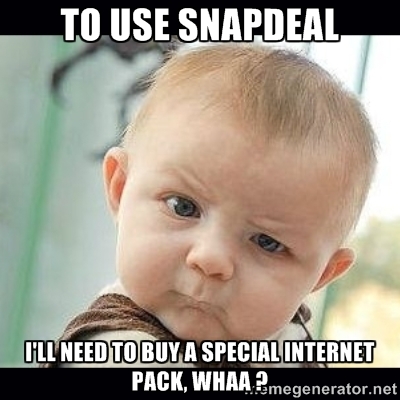 TO USE SNAPDEAL
I'LL NEED TO BUY A SPECIAL INTERNET
PACK, WHAA ?
memegenerator.net